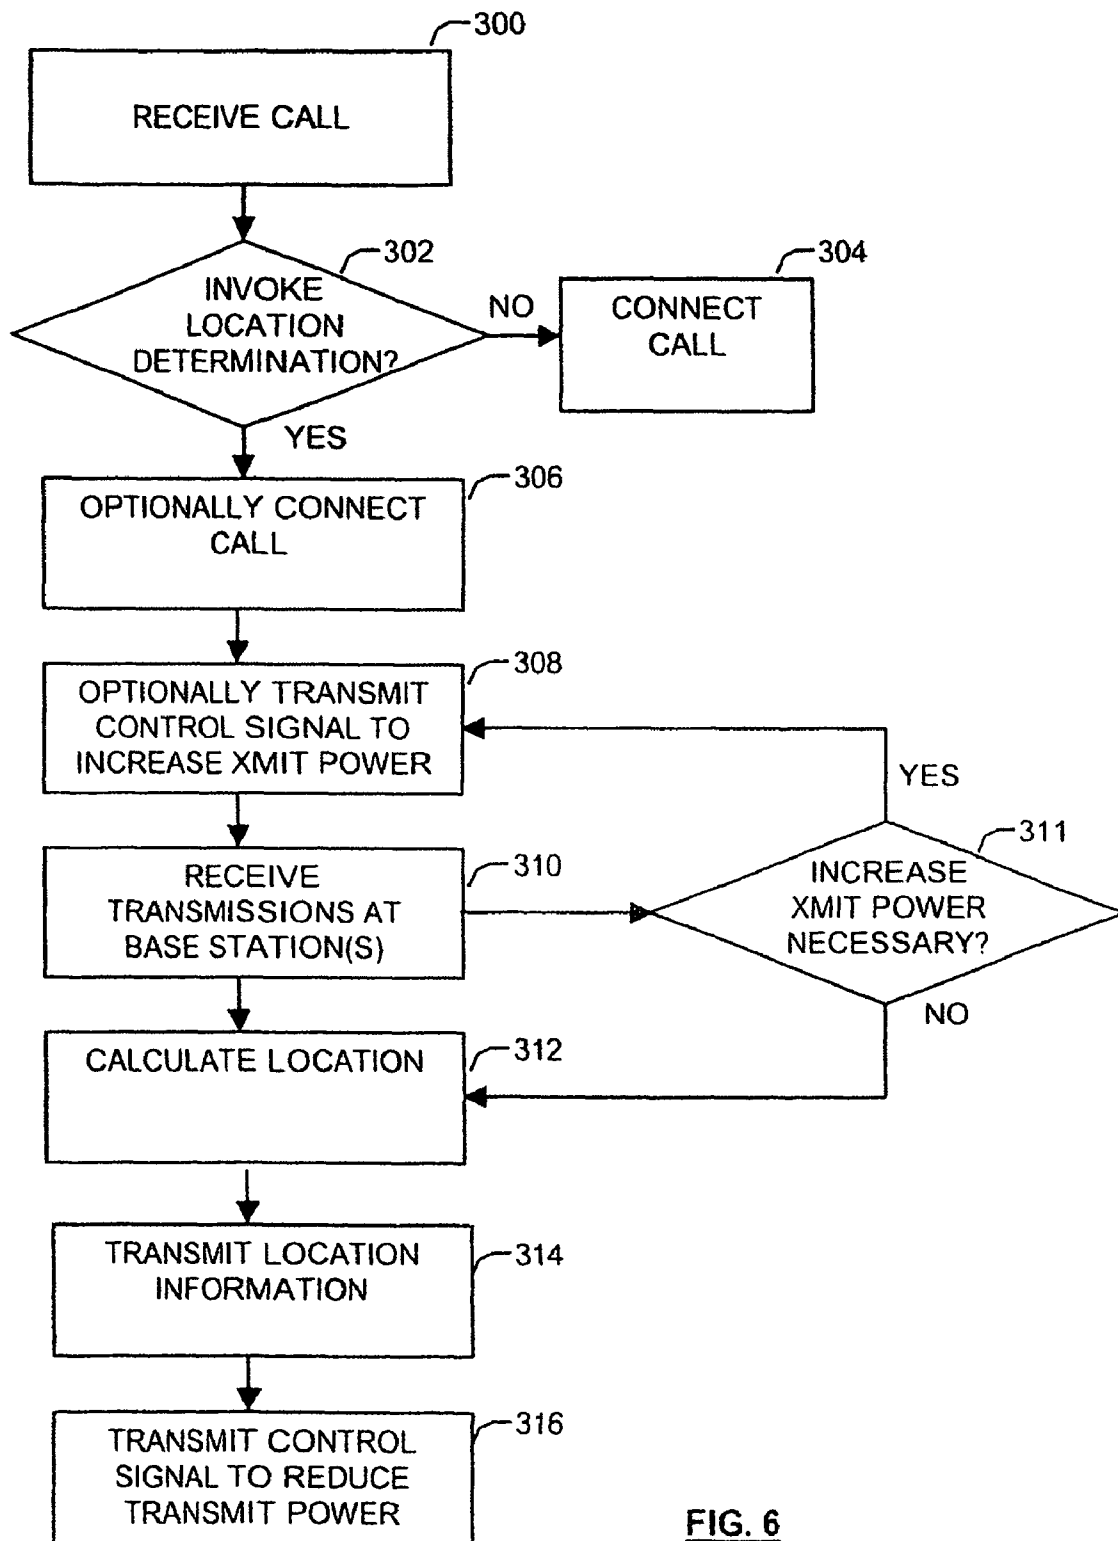 300
RECEIVE CALL
302
INVOKE
LOCATION
DETERMINATION?
NO
304
CONNECT
CALL
YES
306
OPTIONALLY CONNECT
CALL
308
OPTIONALLY TRANSMIT
CONTROL SIGNAL TO
INCREASE XMIT POWER
YES
310
RECEIVE
TRANSMISSIONS AT
BASE STATION(S)
311
INCREASE
XMIT POWER
NECESSARY?
NO
312
CALCULATE LOCATION
314
TRANSMIT LOCATION
INFORMATION
316
TRANSMIT CONTROL
SIGNAL TO REDUCE
TRANSMIT POWER
FIG. 6